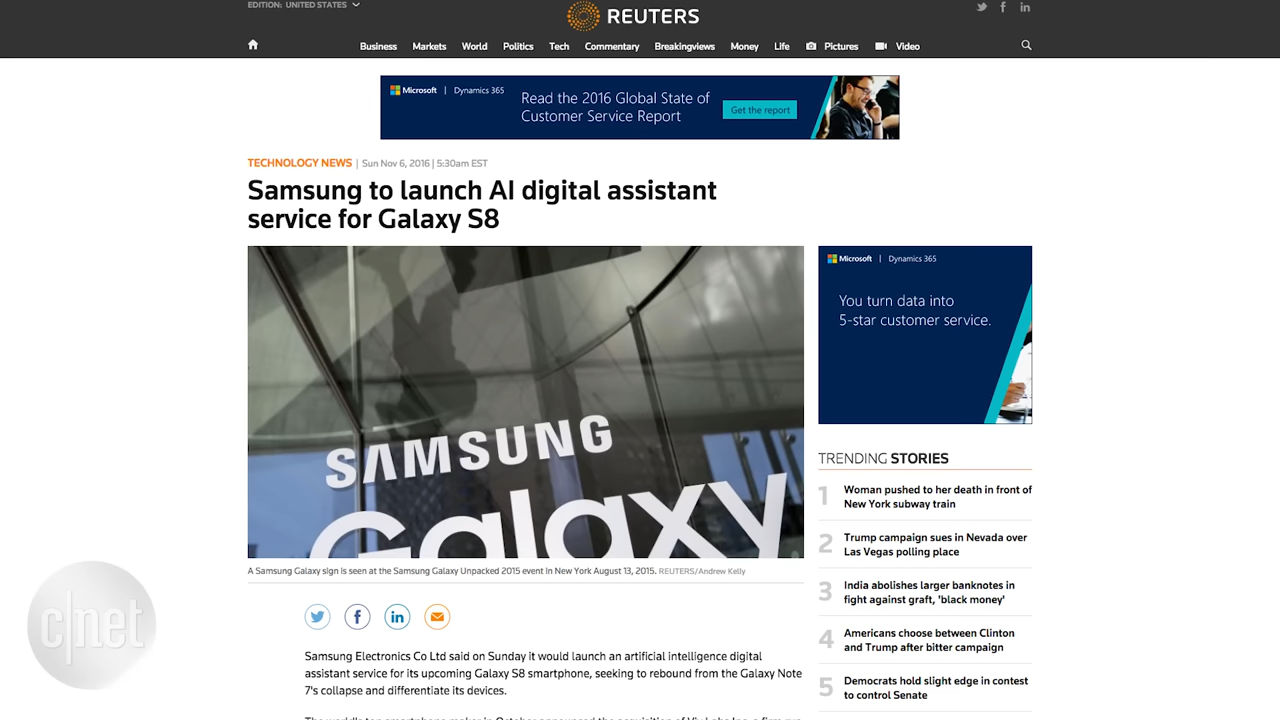 EDITION: UNITED STATES
REUTERS
Business Markets World Politics Tech Commentary Breakingviews Money Life Pictures Video
Microsoft | Dynamics 365
Read the 2016 Global State of
Customer Service Report
Get the report
TECHNOLOGY NEWS | Sun Nov 6, 2016 | 5:30am EST
Samsung to launch AI digital assistant
service for Galaxy S8
SAMSUNG
Galaxy
A Samsung Galaxy sign is seen at the Samsung Galaxy Unpacked 2015 event in New York August 13, 2015. REUTERS/Andrew Kelly
Samsung Electronics Co Ltd said on Sunday it would launch an artificial intelligence digital
assistant service for its upcoming Galaxy S8 smartphone, seeking to rebound from the Galaxy Note
7's collapse and differentiate its devices.
Microsoft | Dynamics 365
You turn data into
5-star customer service.
TRENDING STORIES
1 Woman pushed to her death in front of
New York subway train
2 Trump campaign sues in Nevada over
Las Vegas polling place
3 India abolishes larger banknotes in
fight against graft, 'black money'
4 Americans choose between Clinton
and Trump after bitter campaign
5 Democrats hold slight edge in contest
to control Senate
c|net